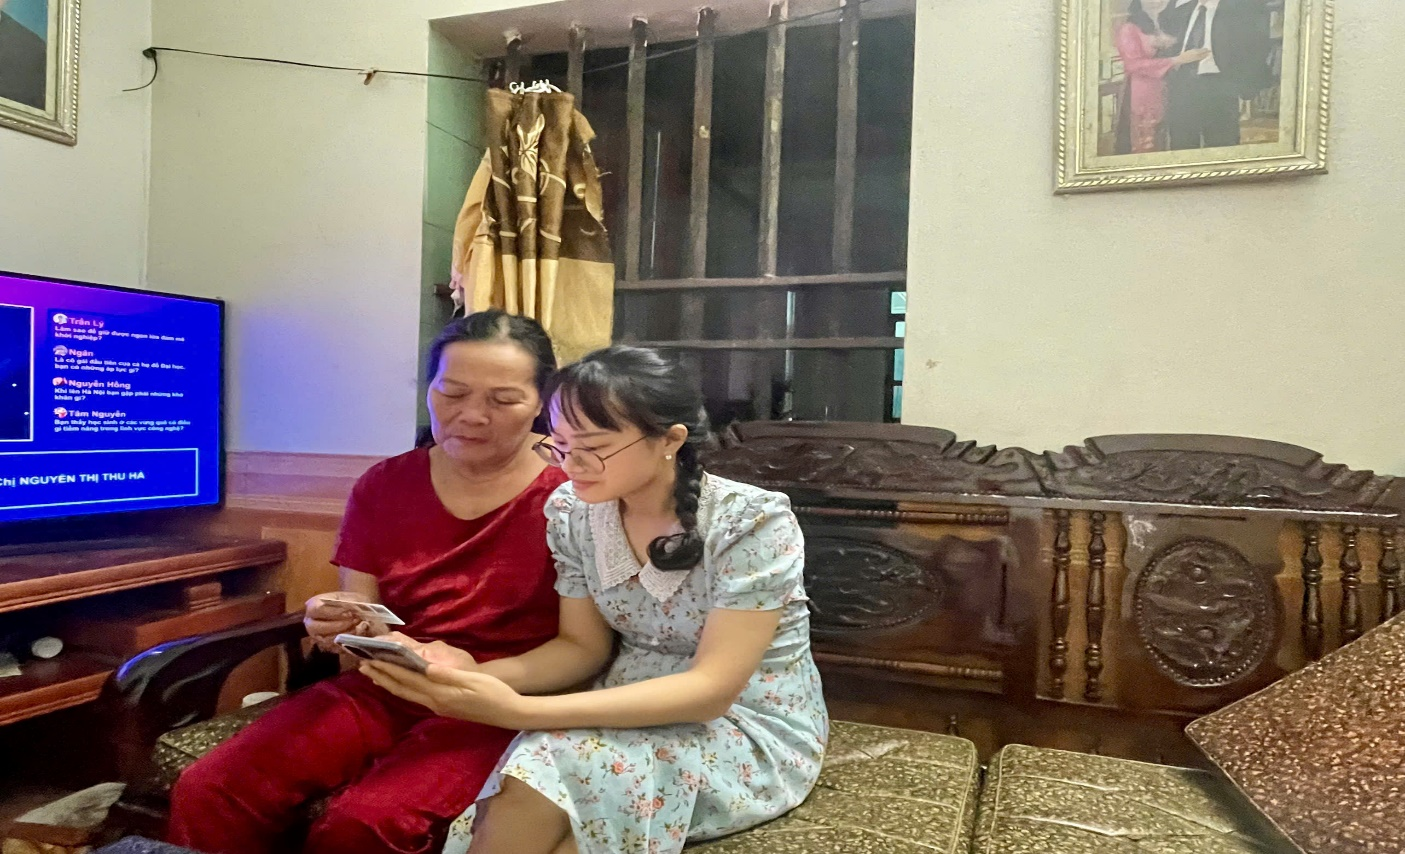 Trần Lý
Làm sao để giữ được ngọn lửa đam mê
khởi nghiệp?
Ngân
Là cô gái đầu tiên của cả họ đỗ Đại học,
bạn có những áp lực gì?
Nguyễn Hồng
Khi lên Hà Nội bạn gặp phải những khó
khăn gì?
Tâm Nguyễn
Bạn thấy học sinh ở các vùng quê có điều
gì tiềm năng trong lĩnh vực công nghệ?
Chị NGUYỄN THỊ THU HÀ